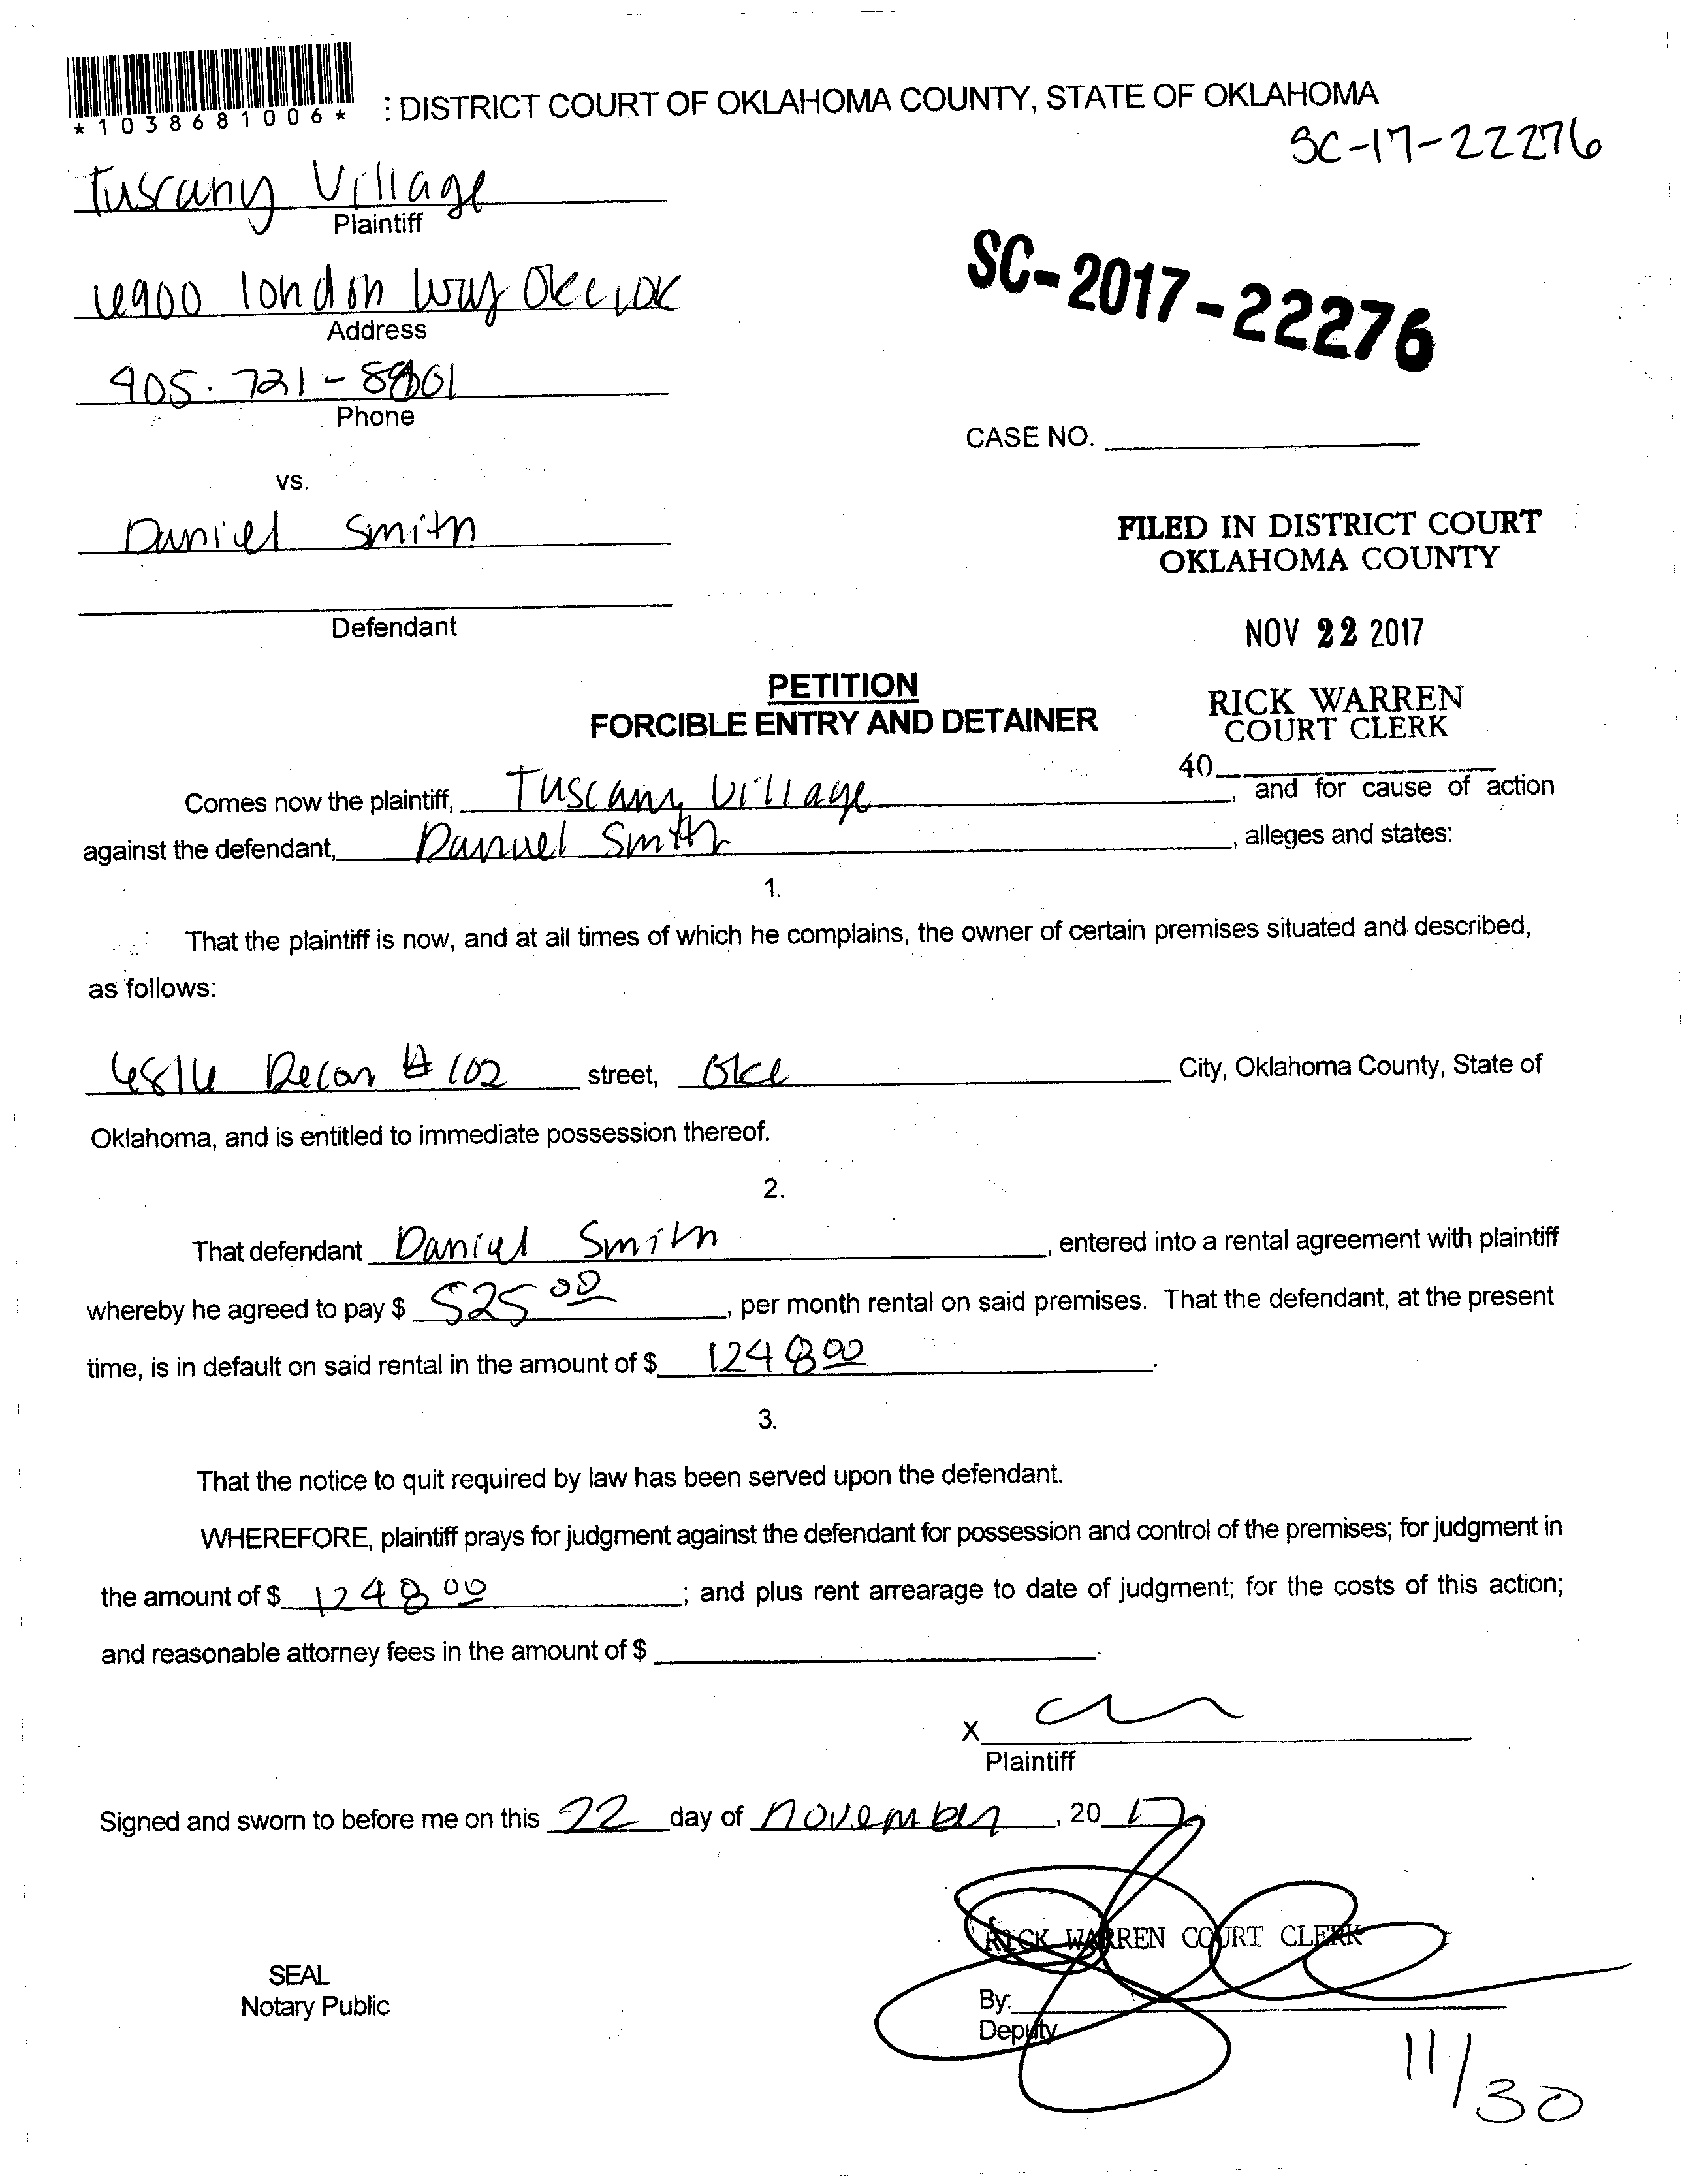 *1038681006*
: DISTRICT COURT OF OKLAHOMA COUNTY, STATE OF OKLAHOMA
SC-17-22276
Tuscany Village
Plaintiff
6900 london Way OKC, OK
Address
SC-2017-22276
405. 721-8801
Phone
CASE NO.
vs.
Daniel Smith
Defendant
FILED IN DISTRICT COURT
OKLAHOMA COUNTY
NOV 22 2017
RICK WARREN
COURT CLERK
40
PETITION
FORCIBLE ENTRY AND DETAINER
Comes now the plaintiff, Tuscany Village, and for cause of action
against the defendant, Daniel Smith, alleges and states:
1.
That the plaintiff is now, and at all times of which he complains, the owner of certain premises situated and described,
as follows:
6816 #102 street, OKC City, Oklahoma County, State of
Oklahoma, and is entitled to immediate possession thereof.
2.
That defendant Daniel Smith, entered into a rental agreement with plaintiff
whereby he agreed to pay $ 525 00, per month rental on said premises. That the defendant, at the present
time, is in default on said rental in the amount of $ 1248 00.
3.
That the notice to quit required by law has been served upon the defendant.
WHEREFORE, plaintiff prays for judgment against the defendant for possession and control of the premises; for judgment in
the amount of $ 1248 00; and plus rent arrearage to date of judgment; for the costs of this action;
and reasonable attorney fees in the amount of $ .
X
Plaintiff
Signed and sworn to before me on this 22 day of november, 20 17
RICK WARREN COURT CLERK
SEAL
Notary Public
By:
Deputy
11/30